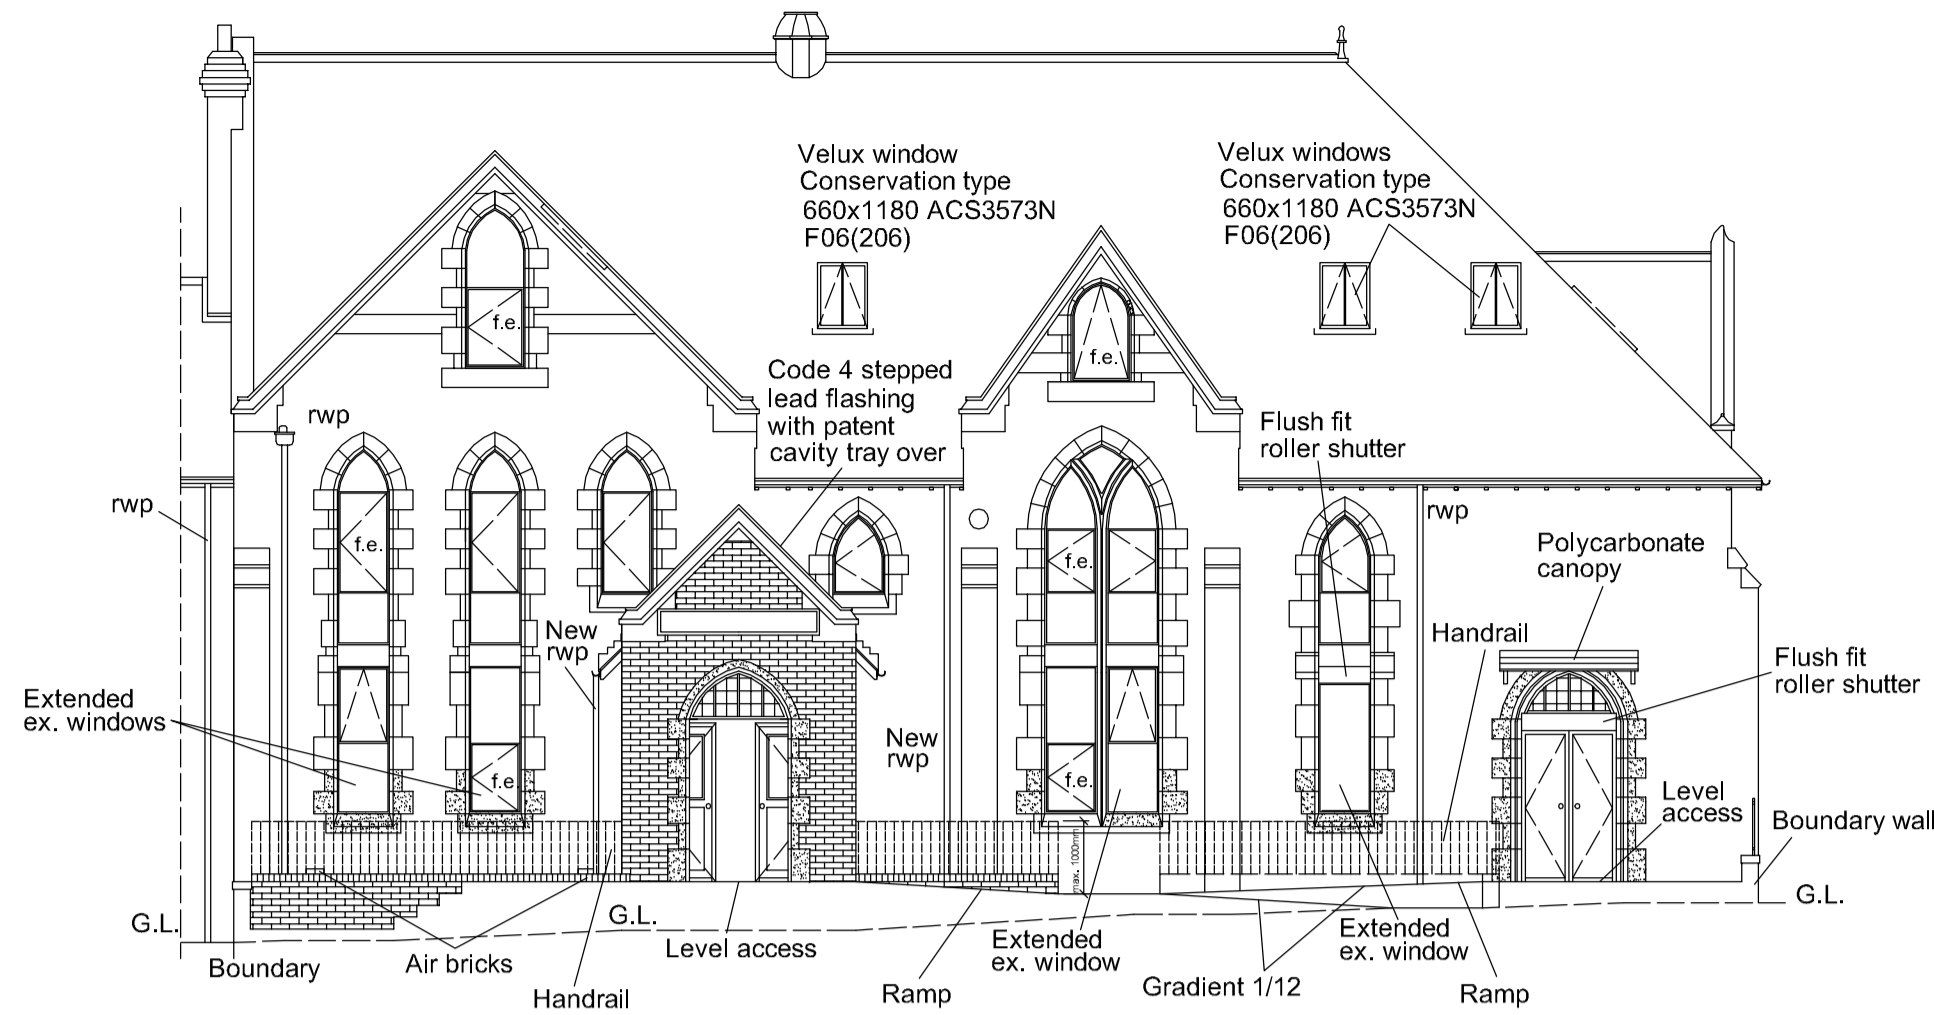 Velux window
Conservation type
660x1180 ACS3573N
F06(206)
Velux windows
Conservation type
660x1180 ACS3573N
F06(206)
f.e.
f.e.
Code 4 stepped
lead flashing
with patent
cavity tray over
rwp
Flush fit
roller shutter
rwp
rwp
f.e.
f.e.
Polycarbonate
canopy
New
rwp
Handrail
Flush fit
roller shutter
Extended
ex. windows
New
rwp
f.e.
f.e.
Level
access
Boundary wall
max. 1000mm
G.L.
G.L.
G.L.
Level access
Extended
ex. window
Extended
ex. window
Boundary
Air bricks
Handrail
Ramp
Gradient 1/12
Ramp